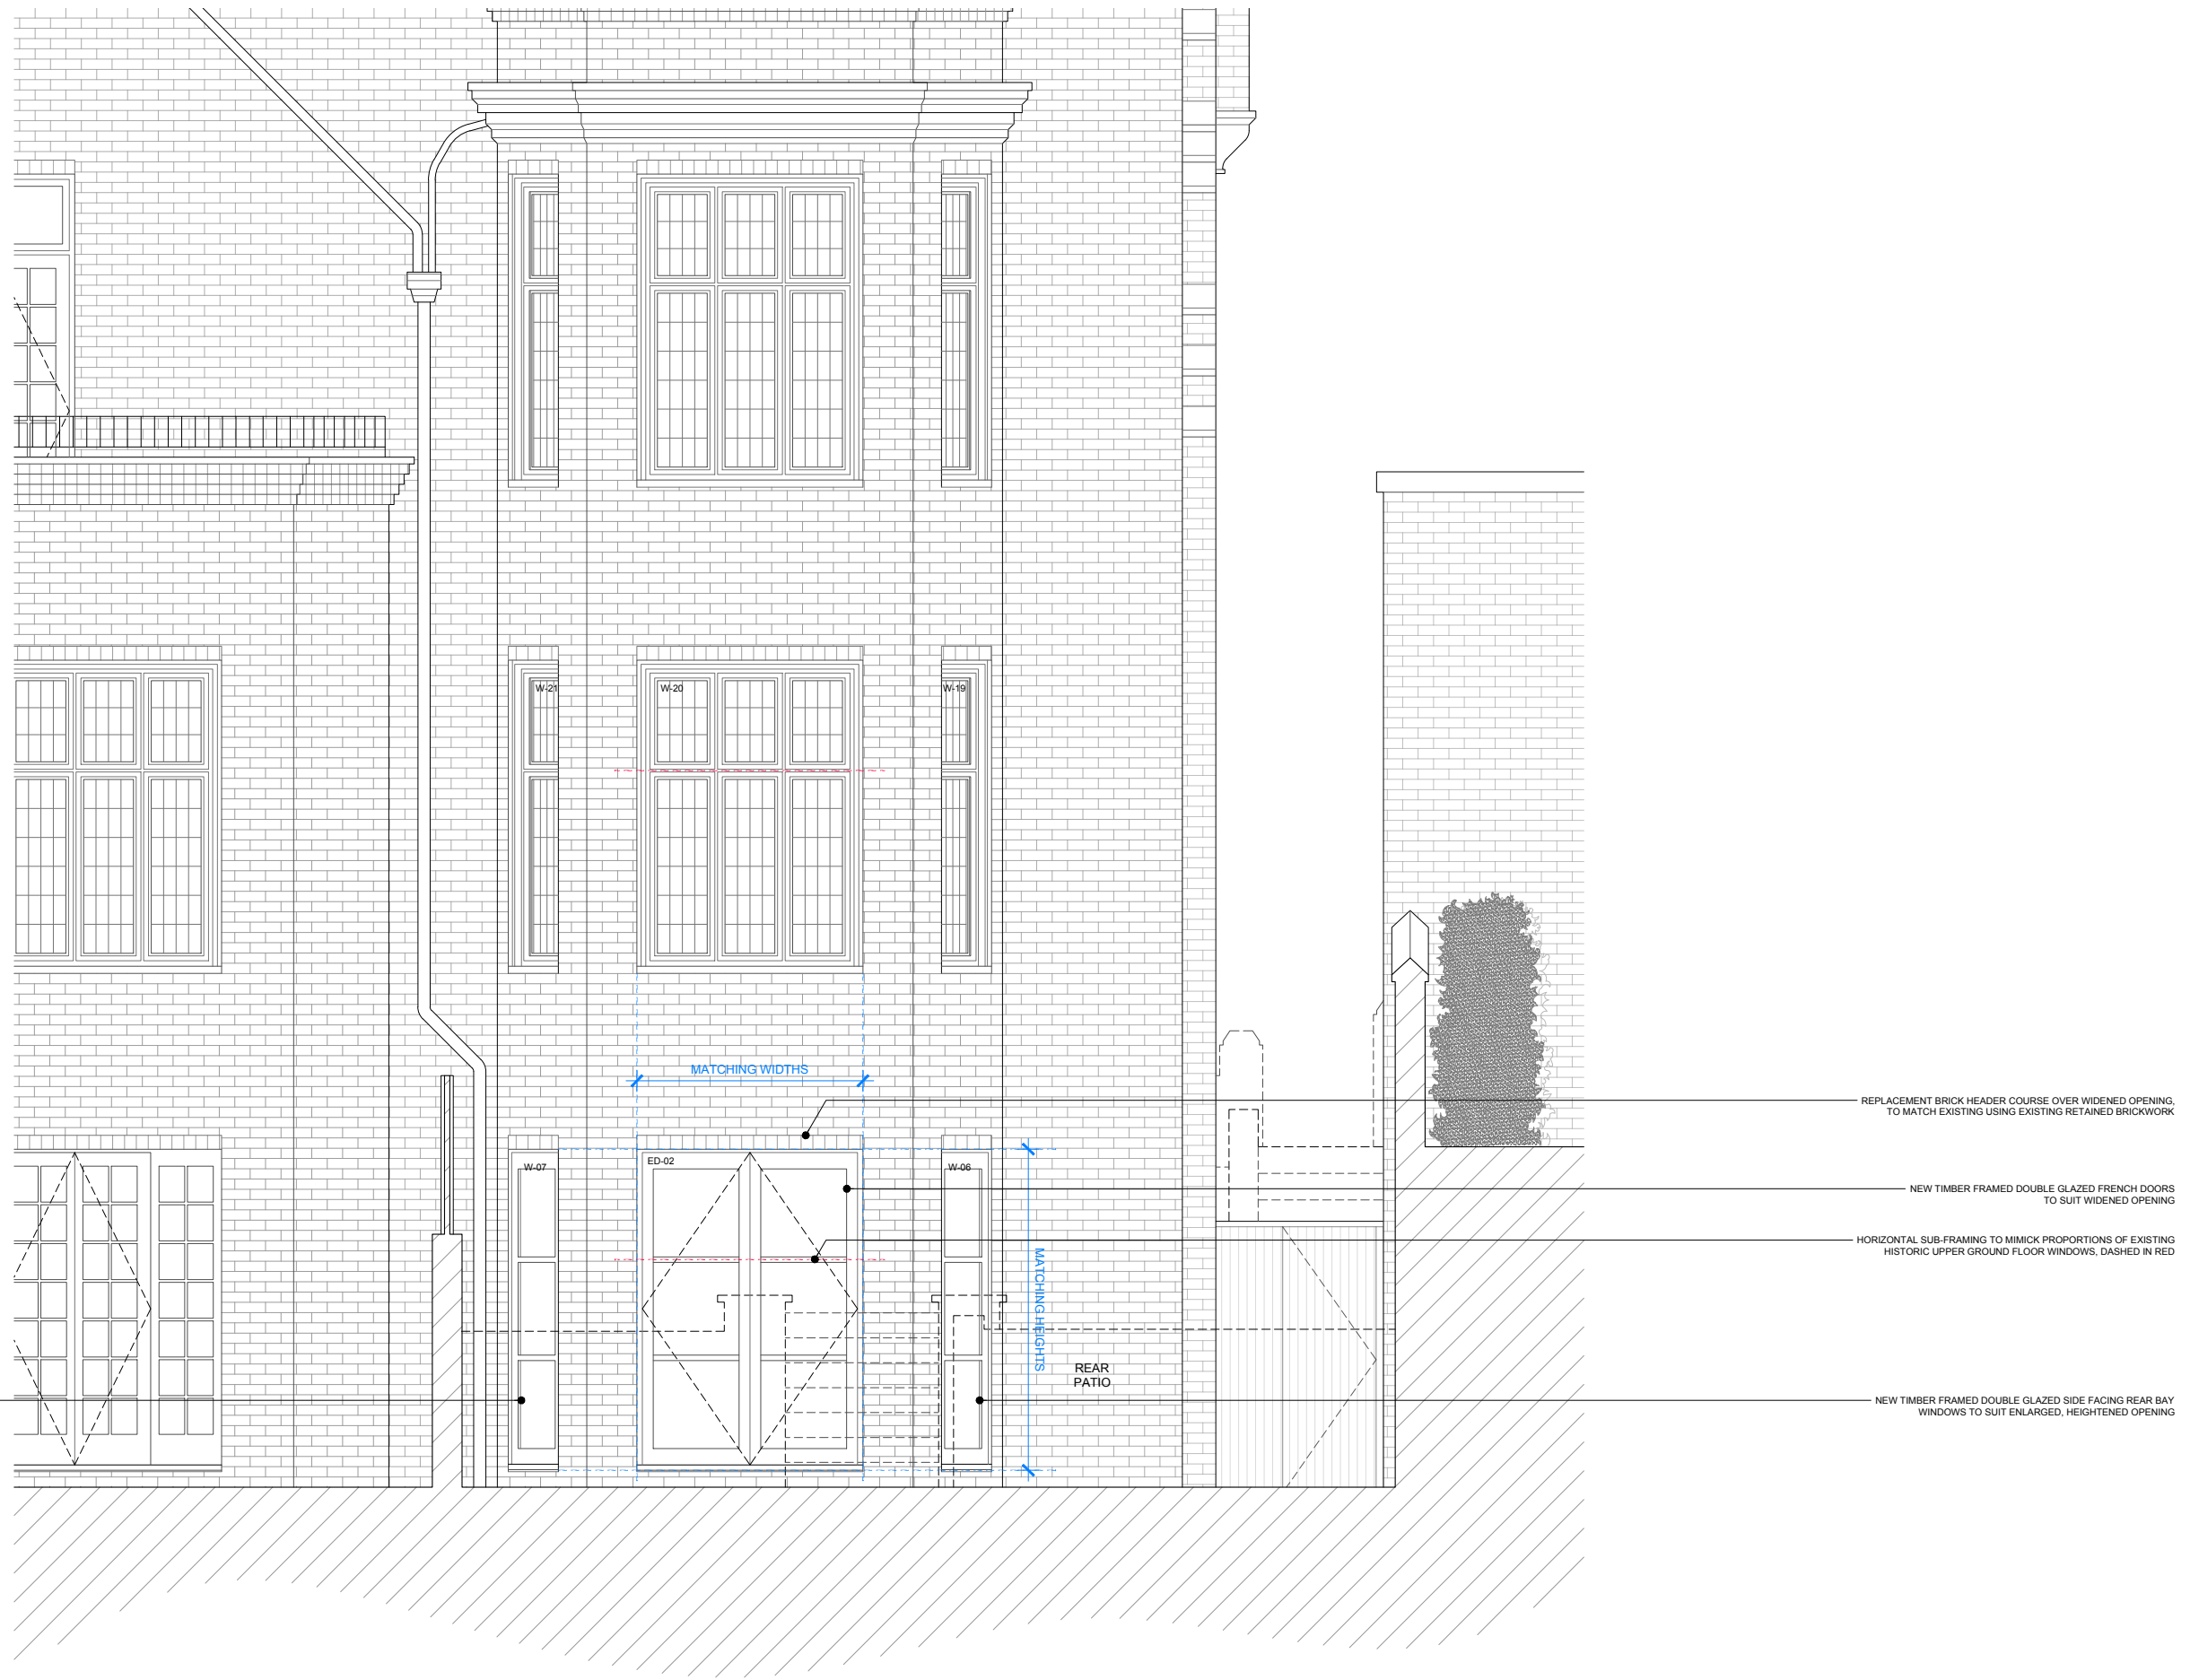 W-21
W-20
W-19
MATCHING WIDTHS
REPLACEMENT BRICK HEADER COURSE OVER WIDENED OPENING,
TO MATCH EXISTING USING EXISTING RETAINED BRICKWORK
W-07
ED-02
W-06
NEW TIMBER FRAMED DOUBLE GLAZED FRENCH DOORS
TO SUIT WIDENED OPENING
HORIZONTAL SUB-FRAMING TO MIMICK PROPORTIONS OF EXISTING
HISTORIC UPPER GROUND FLOOR WINDOWS, DASHED IN RED
MATCHING HEIGHTS
REAR
PATIO
NEW TIMBER FRAMED DOUBLE GLAZED SIDE FACING REAR BAY
WINDOWS TO SUIT ENLARGED, HEIGHTENED OPENING